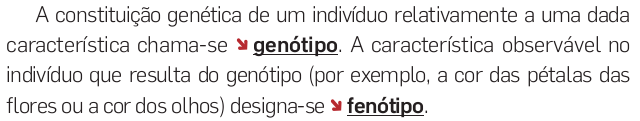 A constituição genética de um indivíduo relativamente a uma dada
característica chama-se genótipo. A característica observável no
indivíduo que resulta do genótipo (por exemplo, a cor das pétalas das
flores ou a cor dos olhos) designa-se fenótipo.